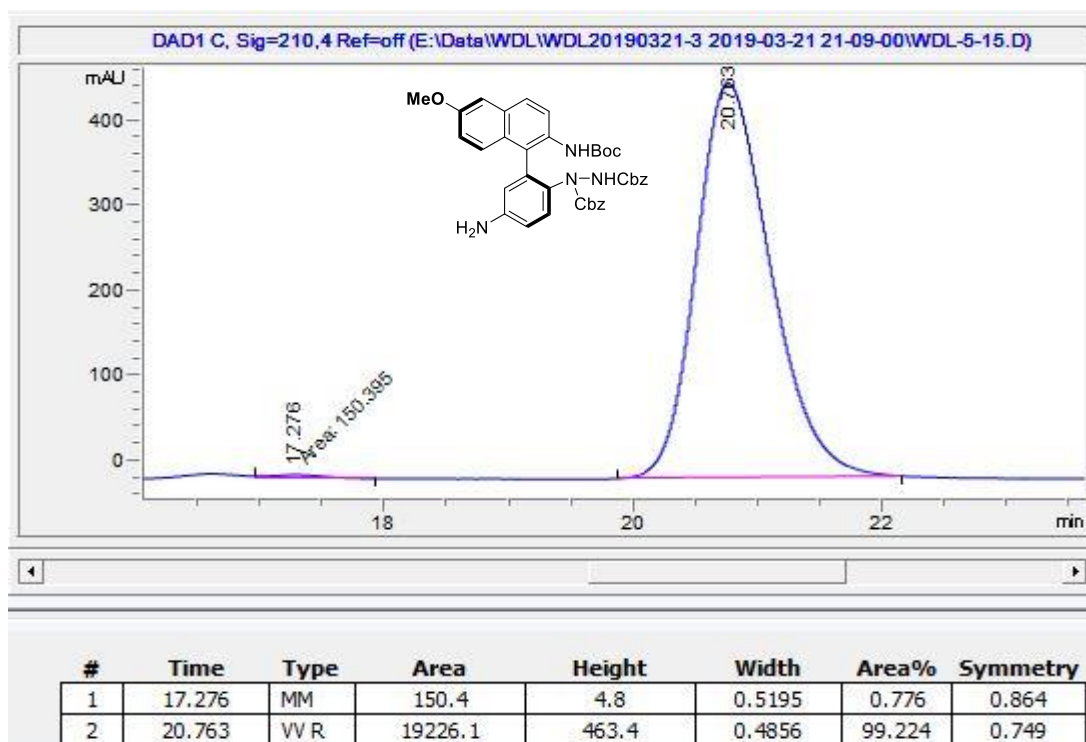 DAD1 C, Sig=210,4 Ref=off (E:\Data\WDL\WDL20190321-3 2019-03-21 21-09-00\WDL-5-15.D)
mAU
400
300
200
100
0
MeO
NHBoc
N-NHCbz
Cbz
H2N
17.276
Area: 150.395
20.763
18 20 22 min
# Time Type Area Height Width Area% Symmetry
1 17.276 MM 150.4 4.8 0.5195 0.776 0.864
2 20.763 VV R 19226.1 463.4 0.4856 99.224 0.749